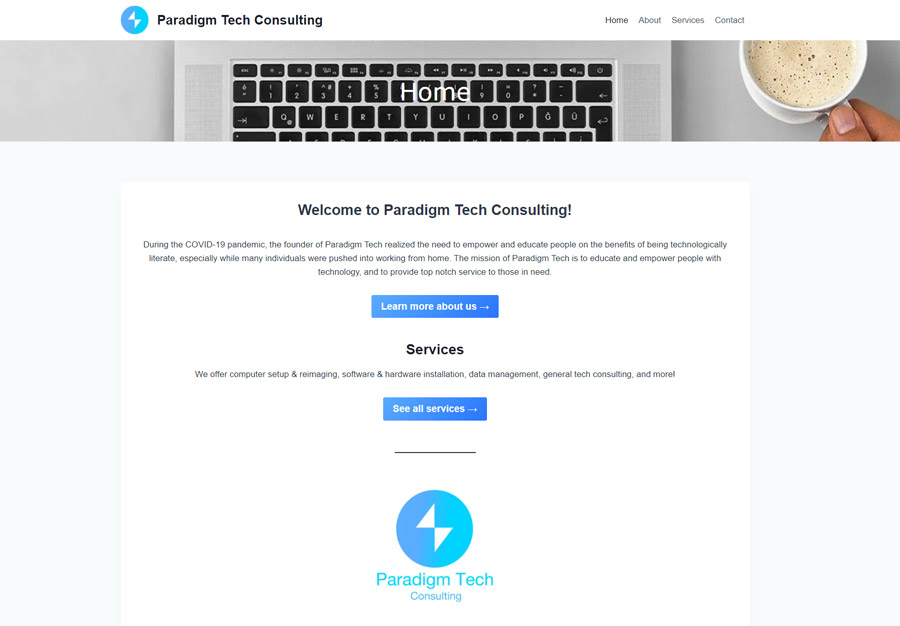 Paradigm Tech Consulting
Home About Services Contact
Home
Welcome to Paradigm Tech Consulting!
During the COVID-19 pandemic, the founder of Paradigm Tech realized the need to empower and educate people on the benefits of being technologically
literate, especially while many individuals were pushed into working from home. The mission of Paradigm Tech is to educate and empower people with
technology, and to provide top notch service to those in need.
Learn more about us →
Services
We offer computer setup & reimaging, software & hardware installation, data management, general tech consulting, and more!
See all services →
Paradigm Tech
Consulting